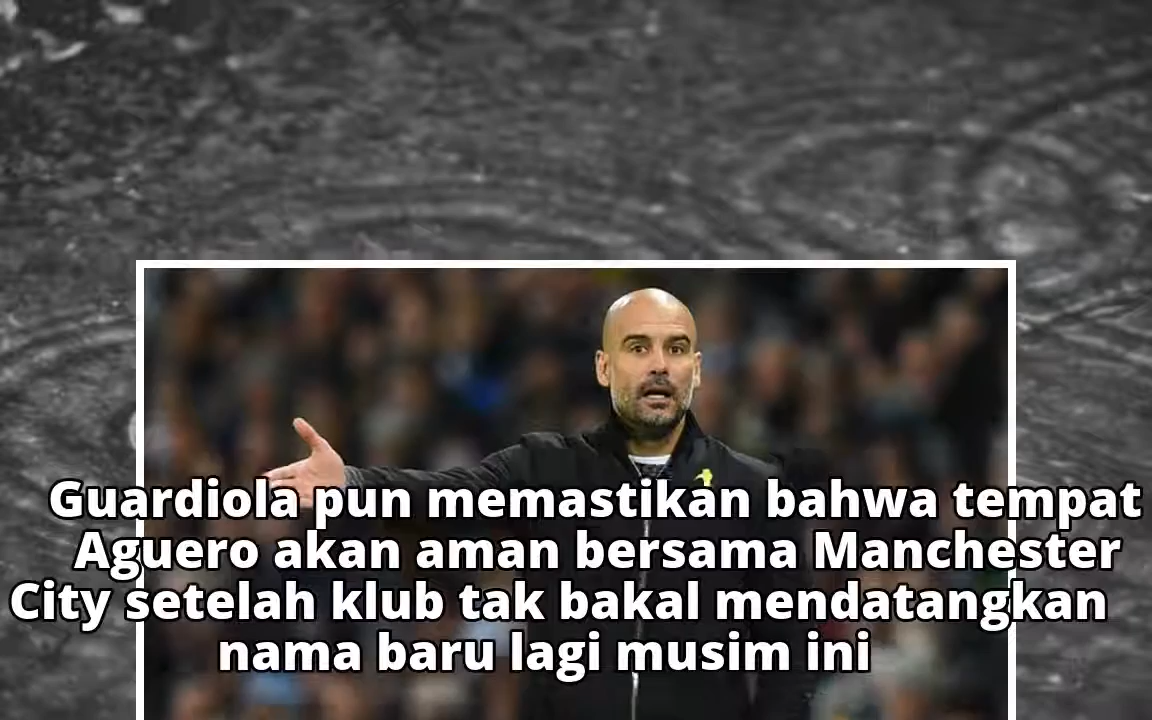 Guardiola pun memastikan bahwa tempat
Aguero akan aman bersama Manchester
City setelah klub tak bakal mendatangkan
nama baru lagi musim ini